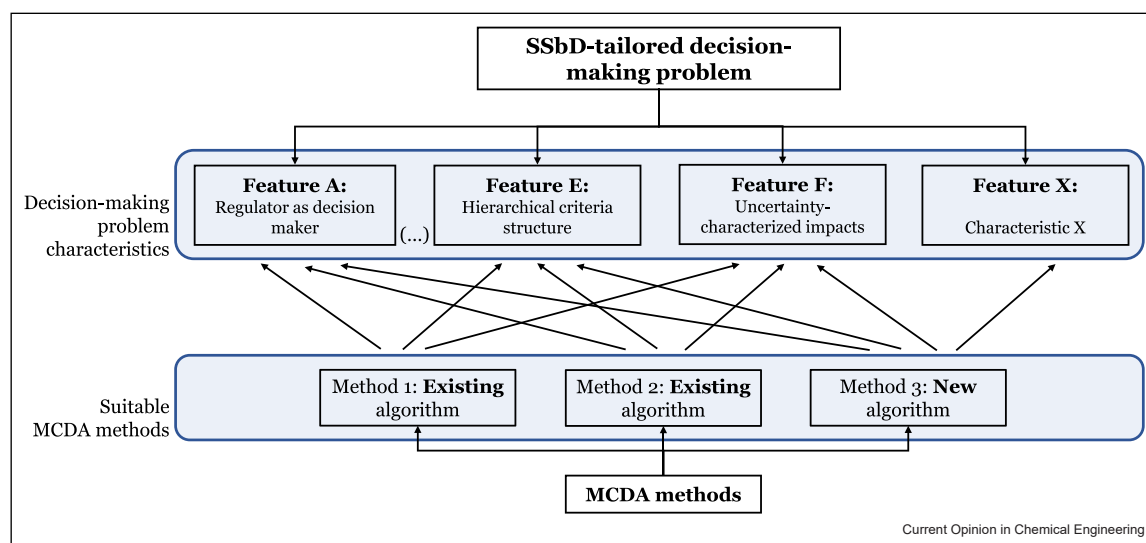 SSbD-tailored decision-
making problem
Decision-making
problem
characteristics
Feature A:
Regulator as decision
maker
(...)
Feature E:
Hierarchical criteria
structure
Feature F:
Uncertainty-
characterized impacts
Feature X:
Characteristic X
Suitable
MCDA methods
Method 1: Existing
algorithm
Method 2: Existing
algorithm
Method 3: New
algorithm
MCDA methods
Current Opinion in Chemical Engineering